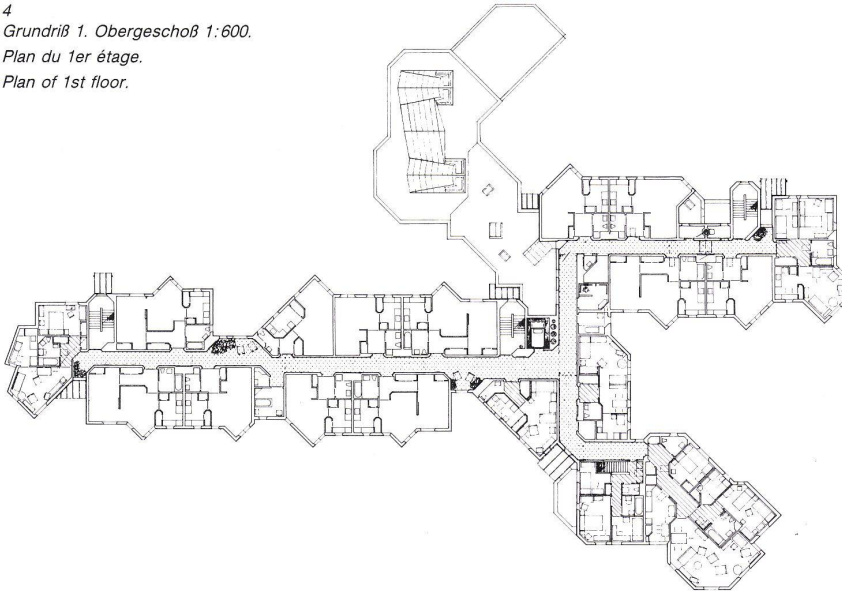 4
Grundriß 1. Obergeschoß 1:600.
Plan du 1er étage.
Plan of 1st floor.